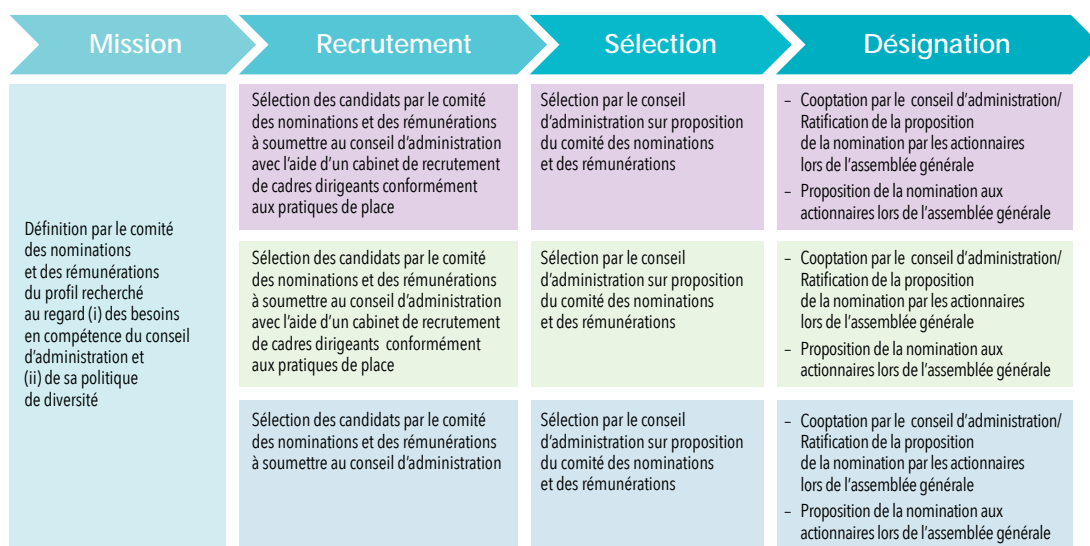 Mission
Recrutement
Sélection
Désignation
Définition par le comité
des nominations
et des rémunérations
du profil recherché
au regard (i) des besoins
en compétence du conseil
d’administration et
(ii) de sa politique
de diversité
Sélection des candidats par le comité
des nominations et des rémunérations
à soumettre au conseil d’administration
avec l’aide d’un cabinet de recrutement
de cadres dirigeants conformément
aux pratiques de place
Sélection par le conseil
d’administration sur proposition
du comité des nominations
et des rémunérations
– Cooptation par le conseil d’administration/
Ratification de la proposition
de la nomination par les actionnaires
lors de l’assemblée générale
– Proposition de la nomination aux
actionnaires lors de l’assemblée générale
Sélection des candidats par le comité
des nominations et des rémunérations
à soumettre au conseil d’administration
avec l’aide d’un cabinet de recrutement
de cadres dirigeants conformément
aux pratiques de place
Sélection par le conseil
d’administration sur proposition
du comité des nominations
et des rémunérations
– Cooptation par le conseil d’administration/
Ratification de la proposition
de la nomination par les actionnaires
lors de l’assemblée générale
– Proposition de la nomination aux
actionnaires lors de l’assemblée générale
Sélection des candidats par le comité
des nominations et des rémunérations
à soumettre au conseil d’administration
Sélection par le conseil
d’administration sur proposition
du comité des nominations
et des rémunérations
– Cooptation par le conseil d’administration/
Ratification de la proposition
de la nomination par les actionnaires
lors de l’assemblée générale
– Proposition de la nomination aux
actionnaires lors de l’assemblée générale